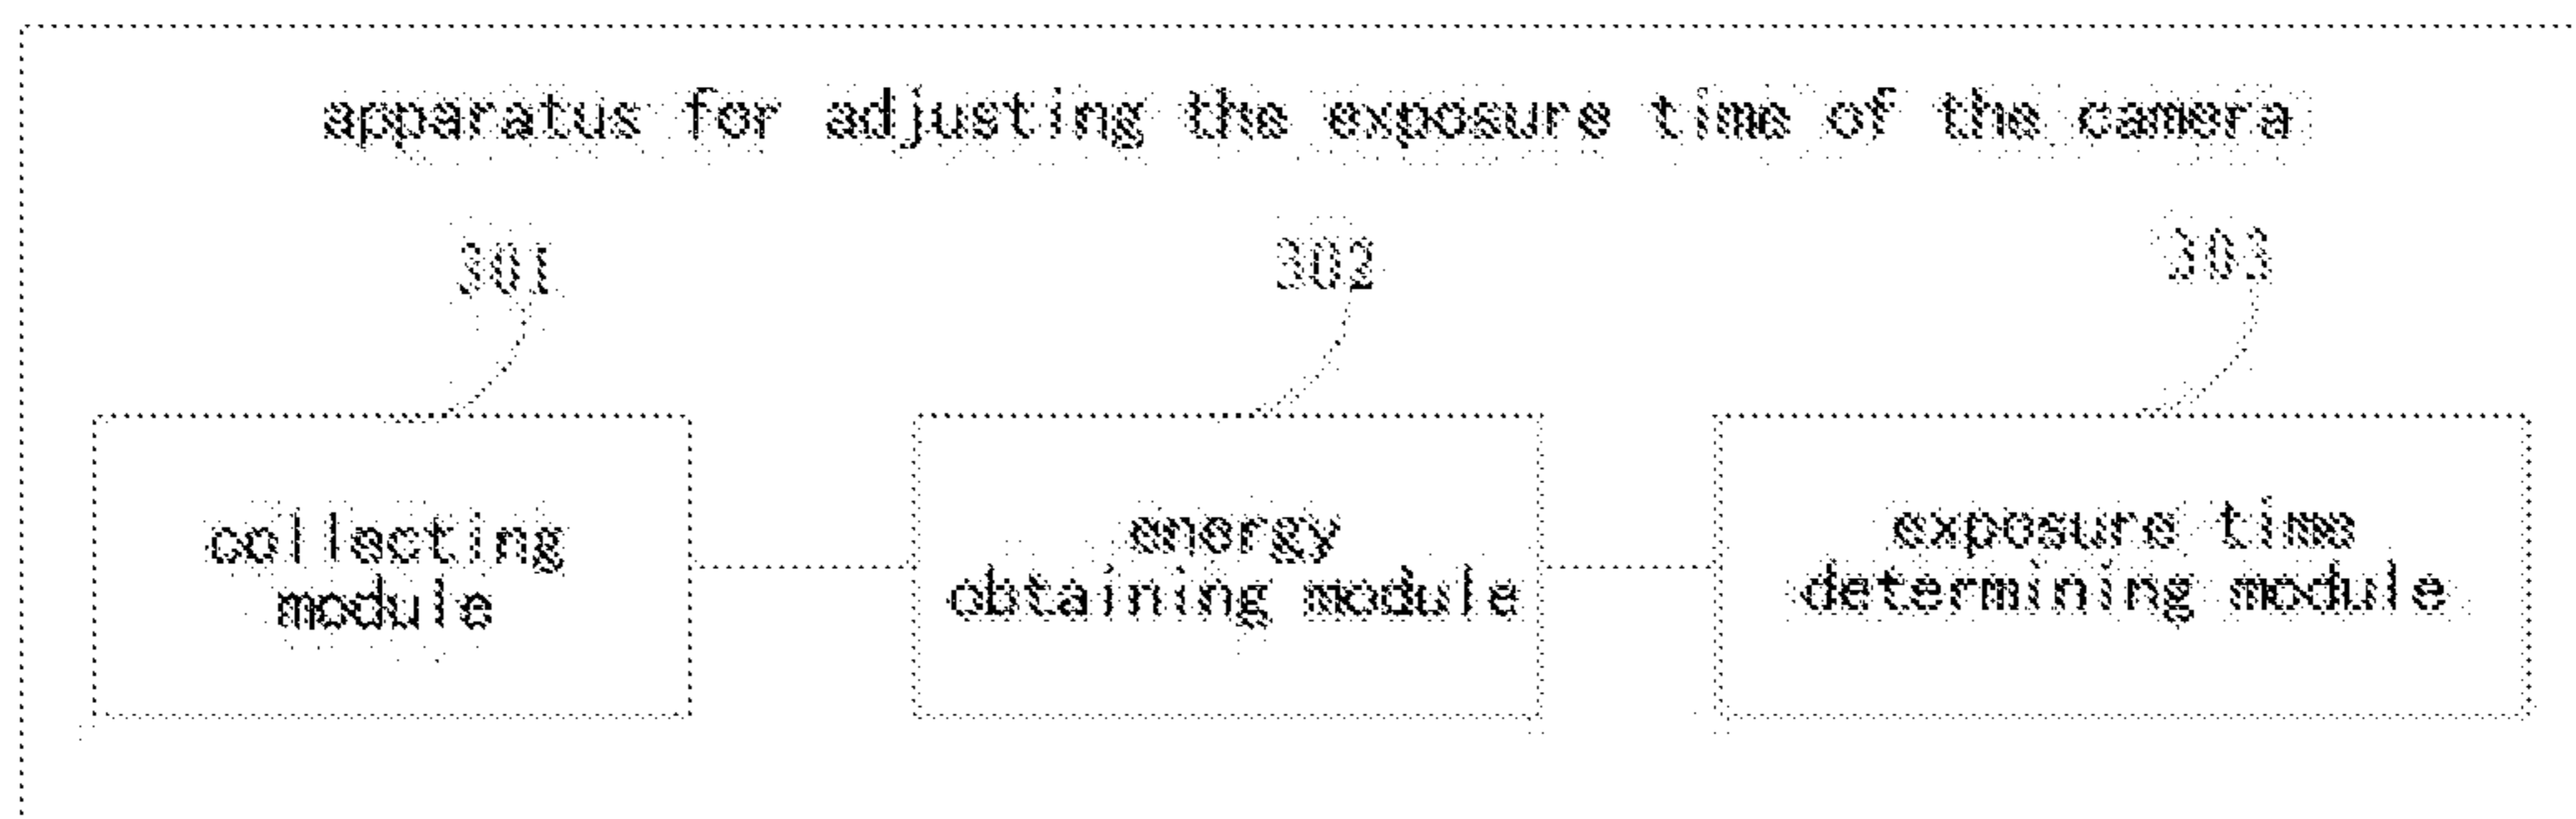 apparatus for adjusting the exposure time of the camera
301
302
303
collecting
module
energy
obtaining module
exposure time
determining module